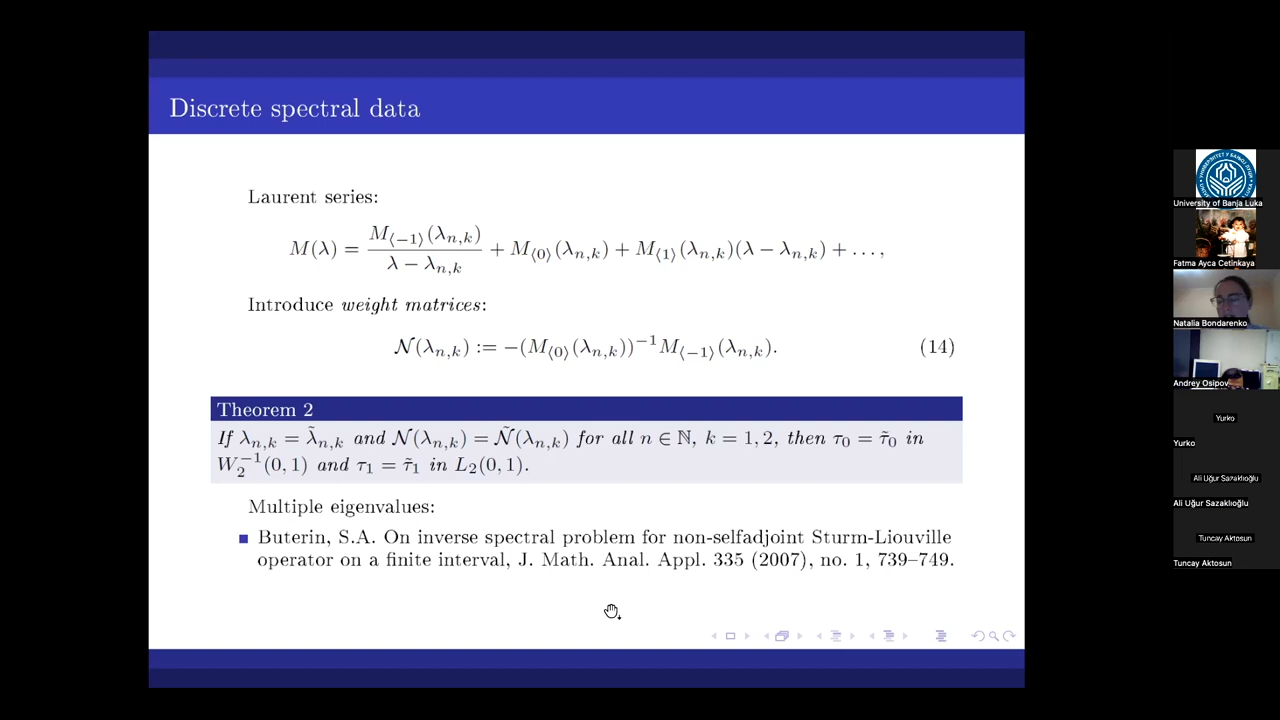 Discrete spectral data
Laurent series:
M(λ) = M⟨−1⟩(λn,k) / (λ − λn,k) + M⟨0⟩(λn,k) + M⟨1⟩(λn,k)(λ − λn,k) + . . . ,
Introduce weight matrices:
𝒩(λn,k) := −(M⟨0⟩(λn,k))⁻¹M⟨−1⟩(λn,k). (14)
Theorem 2
If λn,k = λ̃n,k and 𝒩(λn,k) = 𝒩̃(λn,k) for all n ∈ ℕ, k = 1, 2, then τ0 = τ̃0 in
W₂⁻¹(0, 1) and τ1 = τ̃1 in L2(0, 1).
Multiple eigenvalues:
Buterin, S.A. On inverse spectral problem for non-selfadjoint Sturm-Liouville
operator on a finite interval, J. Math. Anal. Appl. 335 (2007), no. 1, 739–749.
University of Banja Luka
Fatma Ayca Cetinkaya
Natalia Bondarenko
Andrey Osipov
Yurko
Yurko
Ali Uğur Sazaklıoğlu
Ali Uğur Sazaklıoğlu
Tuncay Aktosun
Tuncay Aktosun